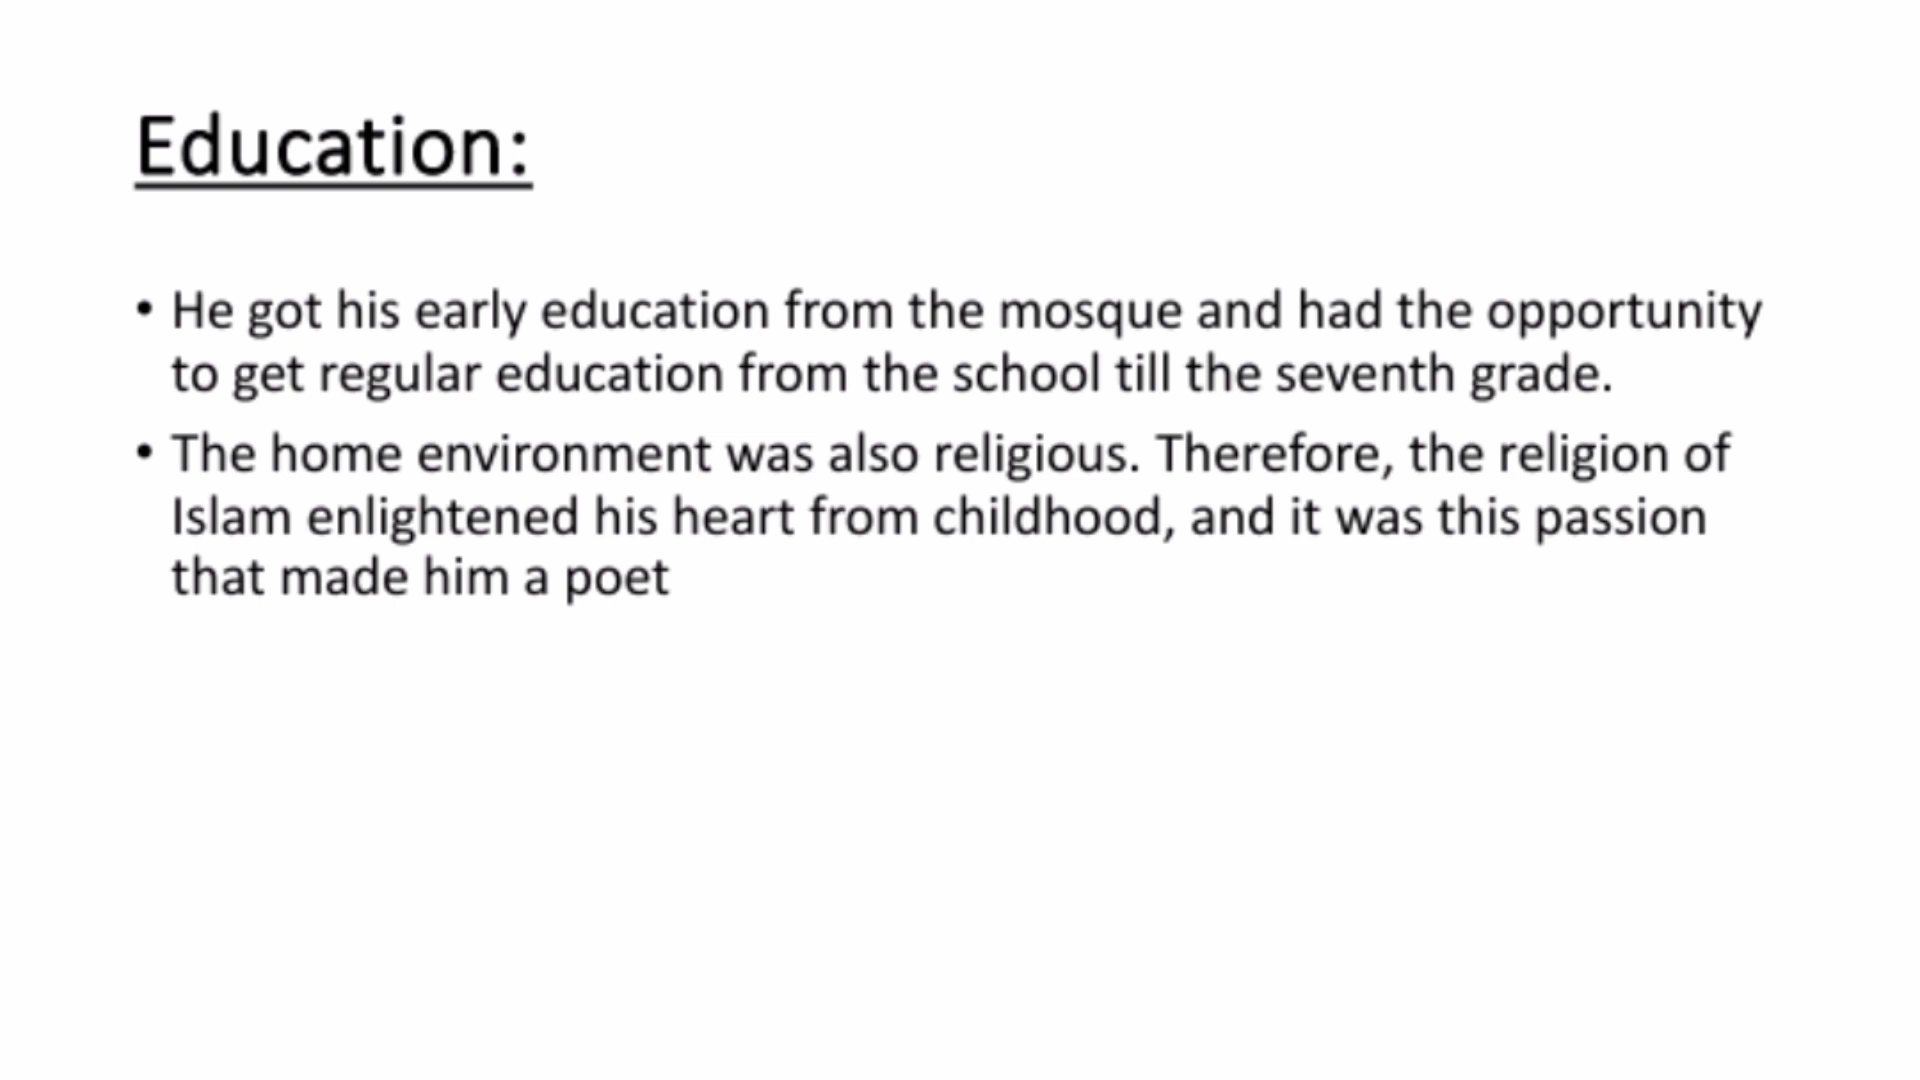 Education:
• He got his early education from the mosque and had the opportunity
to get regular education from the school till the seventh grade.
• The home environment was also religious. Therefore, the religion of
Islam enlightened his heart from childhood, and it was this passion
that made him a poet